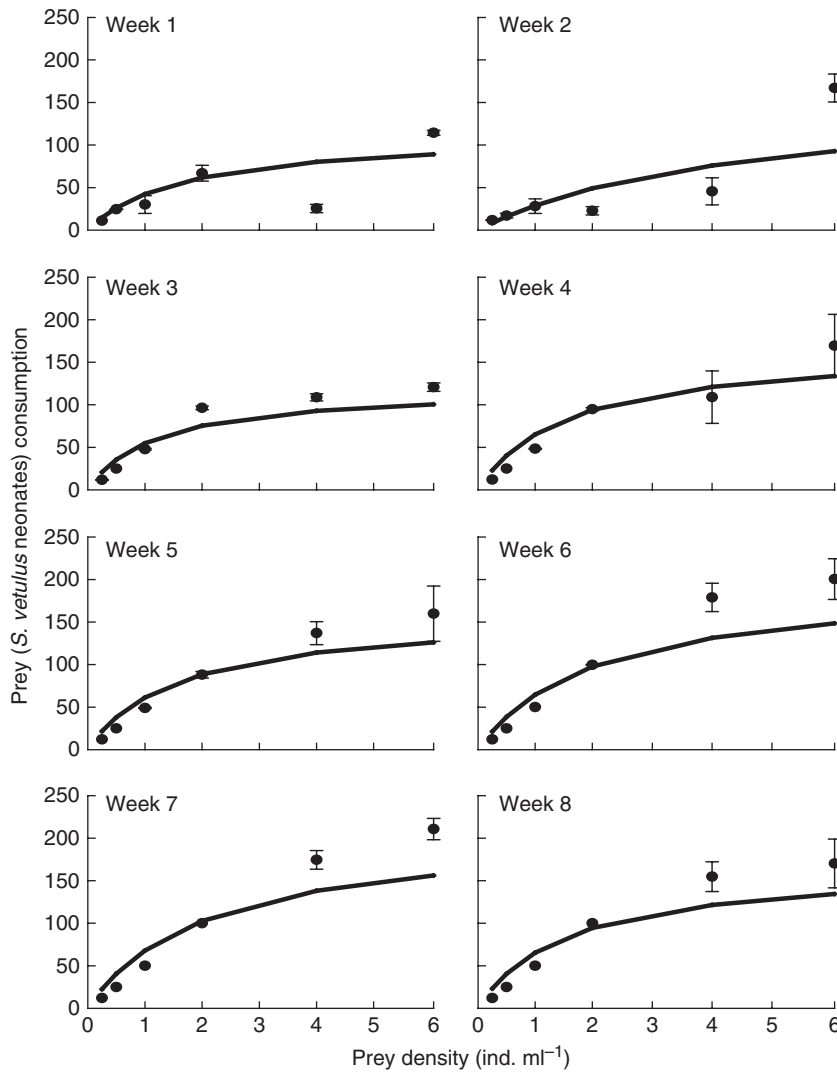 250
200
150
100
50
0
Week 1
Week 2
250
200
150
100
50
0
Week 3
Week 4
250
200
150
100
50
0
Week 5
Week 6
250
200
150
100
50
0
Week 7
Week 8
0 1 2 3 4 5 6
0 1 2 3 4 5 6
Prey (S. vetulus neonates) consumption
Prey density (ind. ml⁻¹)